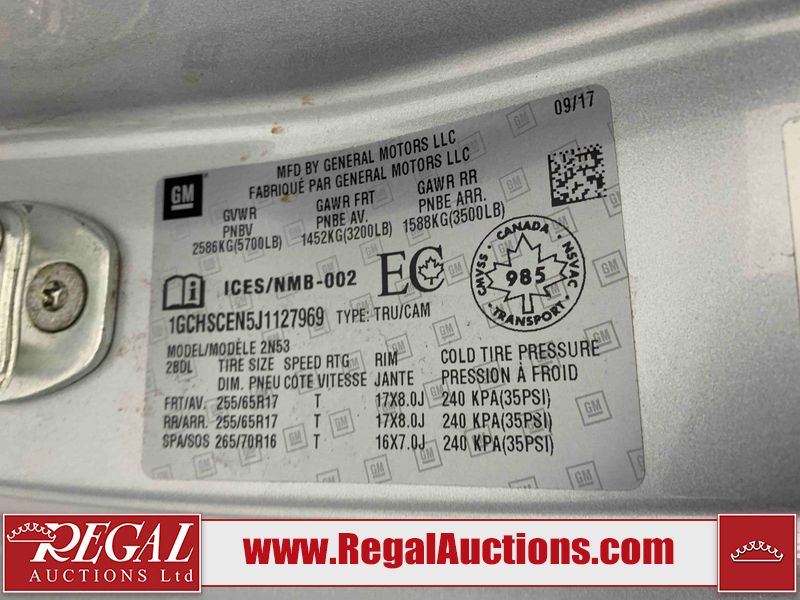 09/17
MFD BY GENERAL MOTORS LLC
FABRIQUÉ PAR GENERAL MOTORS LLC
GM
GVWR GAWR FRT GAWR RR
PNBV PNBE AV. PNBE ARR.
2586KG(5700LB) 1452KG(3200LB) 1588KG(3500LB)
ICES/NMB-002 EC
CANADA
CMVSS 985 NSVAC
TRANSPORT
1GCHSCEN5J1127969 TYPE: TRU/CAM
MODEL/MODÈLE 2N53
2BDL TIRE SIZE SPEED RTG RIM COLD TIRE PRESSURE
DIM. PNEU COTE VITESSE JANTE PRESSION À FROID
FRT/AV. 255/65R17 T 17X8.0J 240 KPA(35PSI)
RR/ARR. 255/65R17 T 17X8.0J 240 KPA(35PSI)
SPA/SOS 265/70R16 T 16X7.0J 240 KPA(35PSI)
REGAL
AUCTIONS Ltd
www.RegalAuctions.com